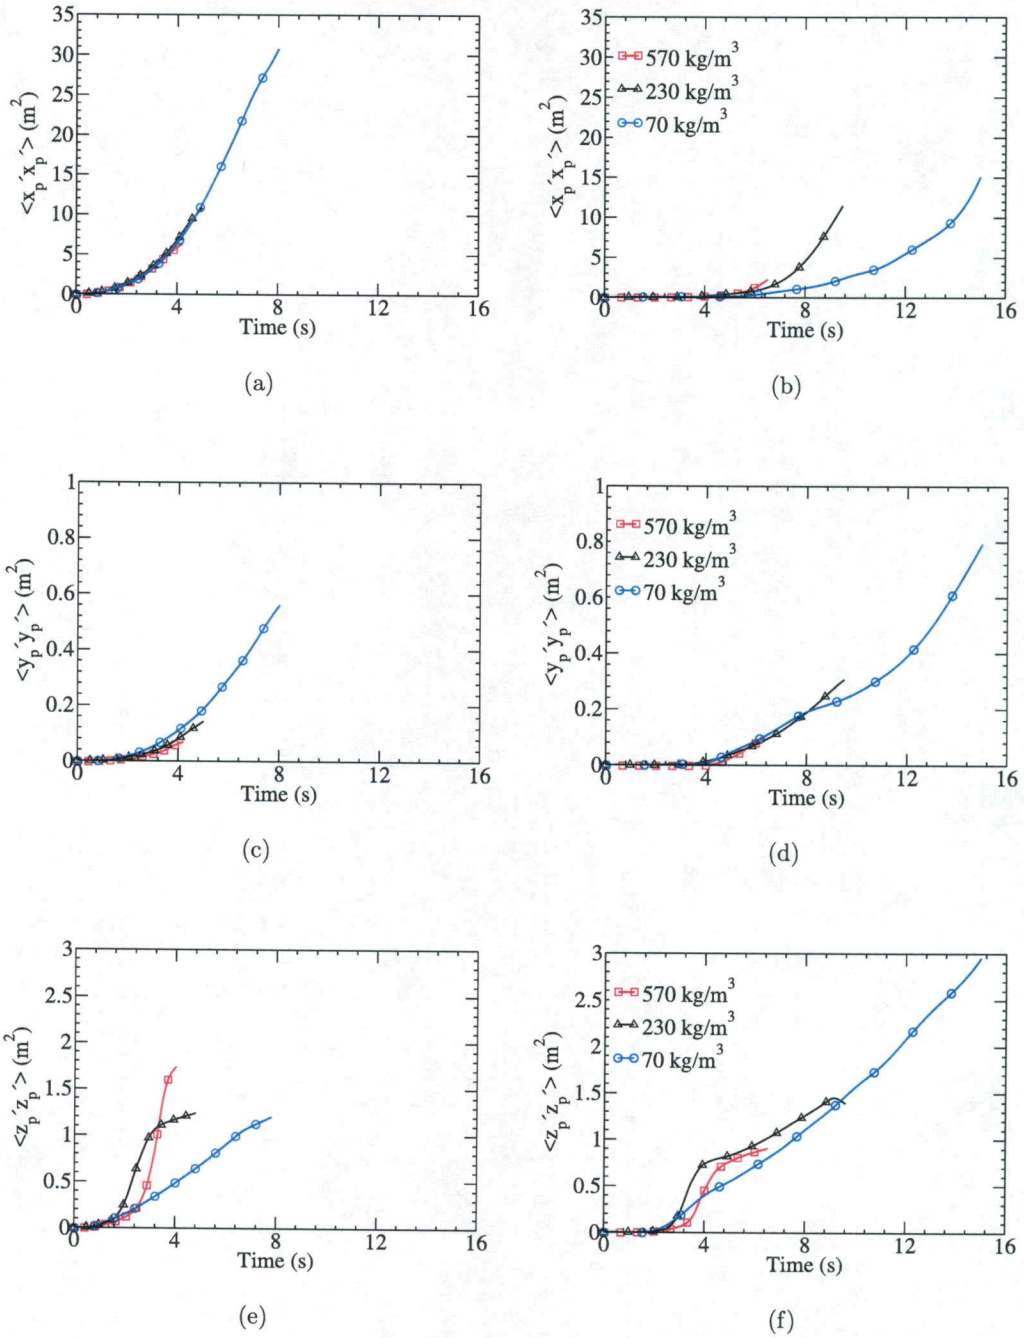 35
30
25
20
15
10
5
0
<x_p´x_p´> (m²)
0 4 8 12 16
Time (s)
(a)
35
30
25
20
15
10
5
0
<x_p´x_p´> (m²)
570 kg/m³
230 kg/m³
70 kg/m³
0 4 8 12 16
Time (s)
(b)
1
0.8
0.6
0.4
0.2
0
<y_p´y_p´> (m²)
0 4 8 12 16
Time (s)
(c)
1
0.8
0.6
0.4
0.2
0
<y_p´y_p´> (m²)
570 kg/m³
230 kg/m³
70 kg/m³
0 4 8 12 16
Time (s)
(d)
3
2.5
2
1.5
1
0.5
0
<z_p´z_p´> (m²)
0 4 8 12 16
Time (s)
(e)
3
2.5
2
1.5
1
0.5
0
<z_p´z_p´> (m²)
570 kg/m³
230 kg/m³
70 kg/m³
0 4 8 12 16
Time (s)
(f)